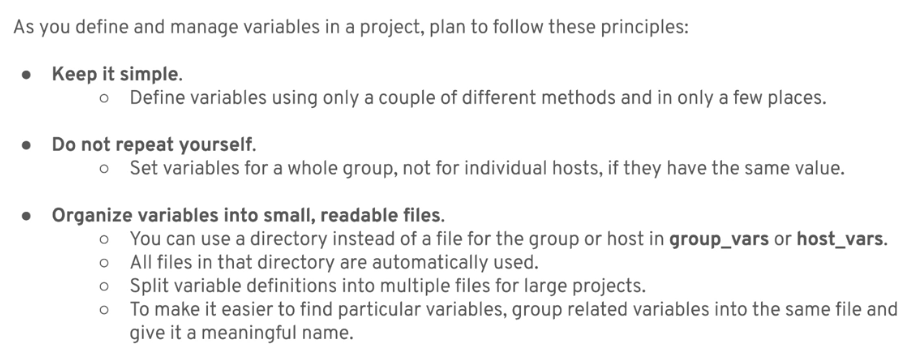 As you define and manage variables in a project, plan to follow these principles:
● Keep it simple.
○ Define variables using only a couple of different methods and in only a few places.
● Do not repeat yourself.
○ Set variables for a whole group, not for individual hosts, if they have the same value.
● Organize variables into small, readable files.
○ You can use a directory instead of a file for the group or host in group_vars or host_vars.
○ All files in that directory are automatically used.
○ Split variable definitions into multiple files for large projects.
○ To make it easier to find particular variables, group related variables into the same file and
give it a meaningful name.